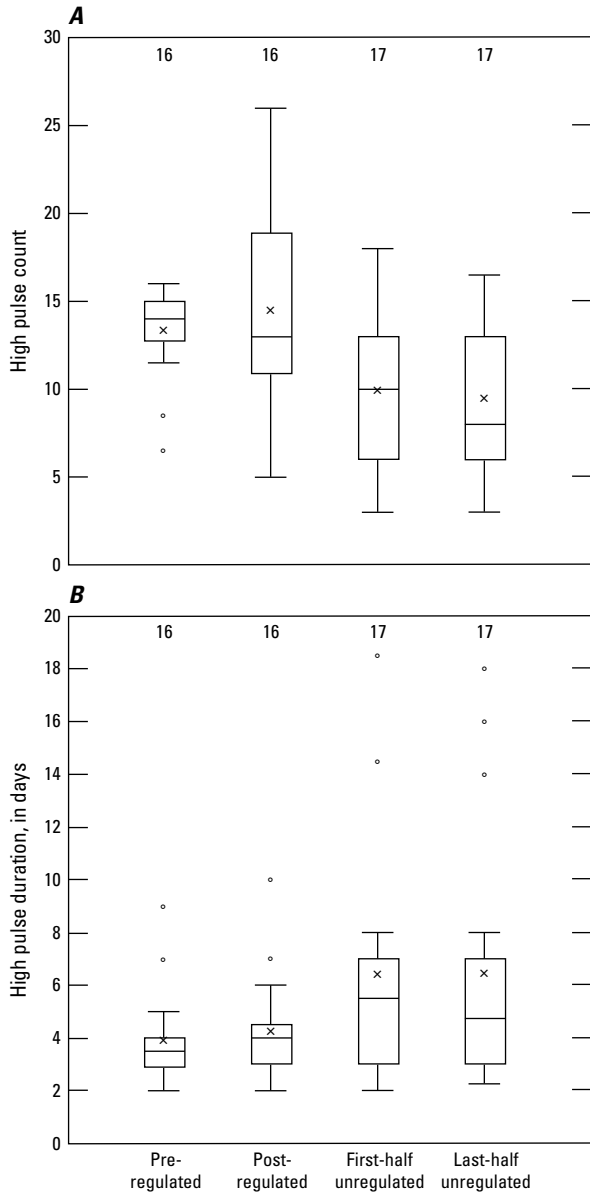 A
30
25
20
15
10
5
0
High pulse count
16 16 17 17
B
20
18
16
14
12
10
8
6
4
2
0
High pulse duration, in days
16 16 17 17
Pre-
regulated
Post-
regulated
First-half
unregulated
Last-half
unregulated